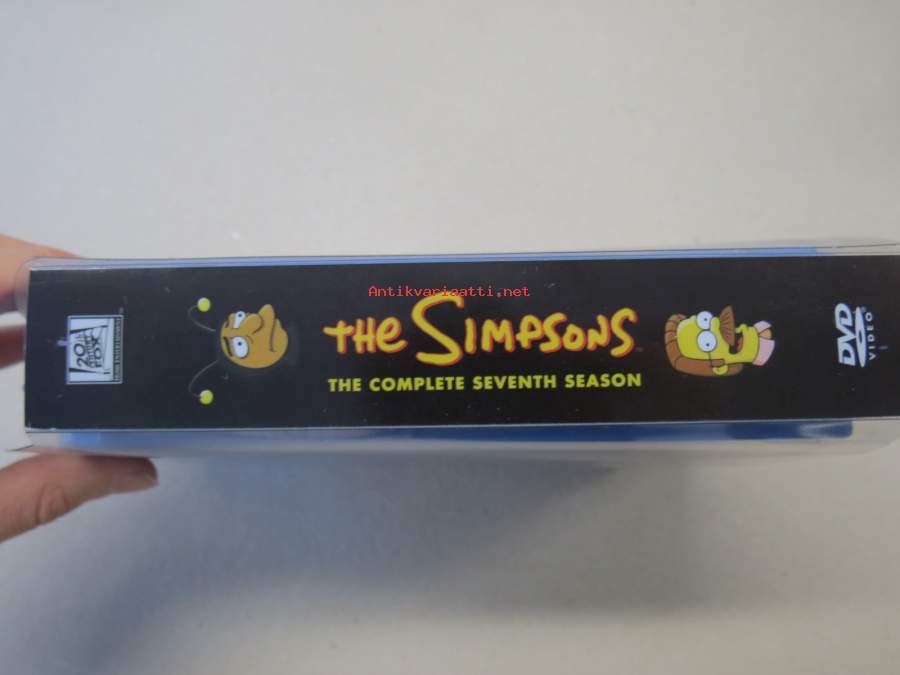 Antikvariaatti.net
THE SIMPSONS
THE COMPLETE SEVENTH SEASON
20th
CENTURY
FOX
DVD
VIDEO